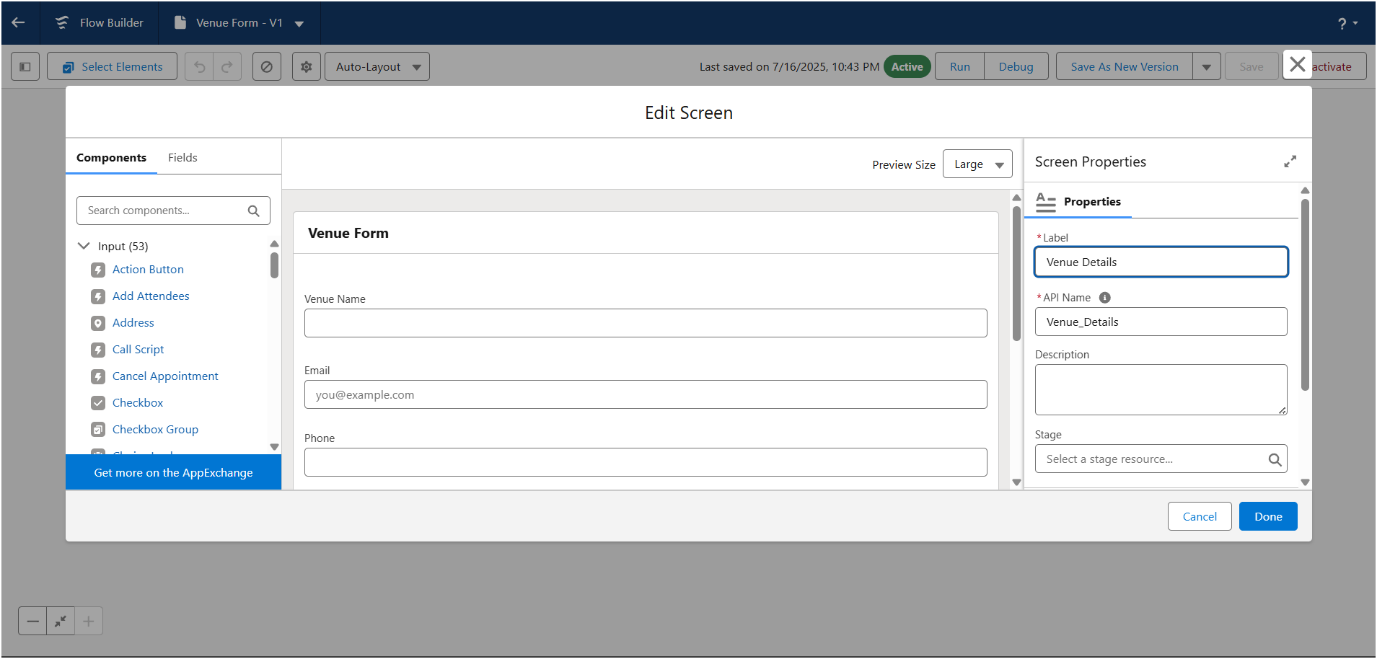 Flow Builder
Venue Form - V1
?
Select Elements
Auto-Layout
Last saved on 7/16/2025, 10:43 PM
Active
Run
Debug
Save As New Version
Save
activate
Edit Screen
Components
Fields
Search components...
Input (53)
Action Button
Add Attendees
Address
Call Script
Cancel Appointment
Checkbox
Checkbox Group
Get more on the AppExchange
Preview Size
Large
Venue Form
Venue Name
Email
you@example.com
Phone
Screen Properties
Properties
*Label
Venue Details
*API Name
Venue_Details
Description
Stage
Select a stage resource...
Cancel
Done